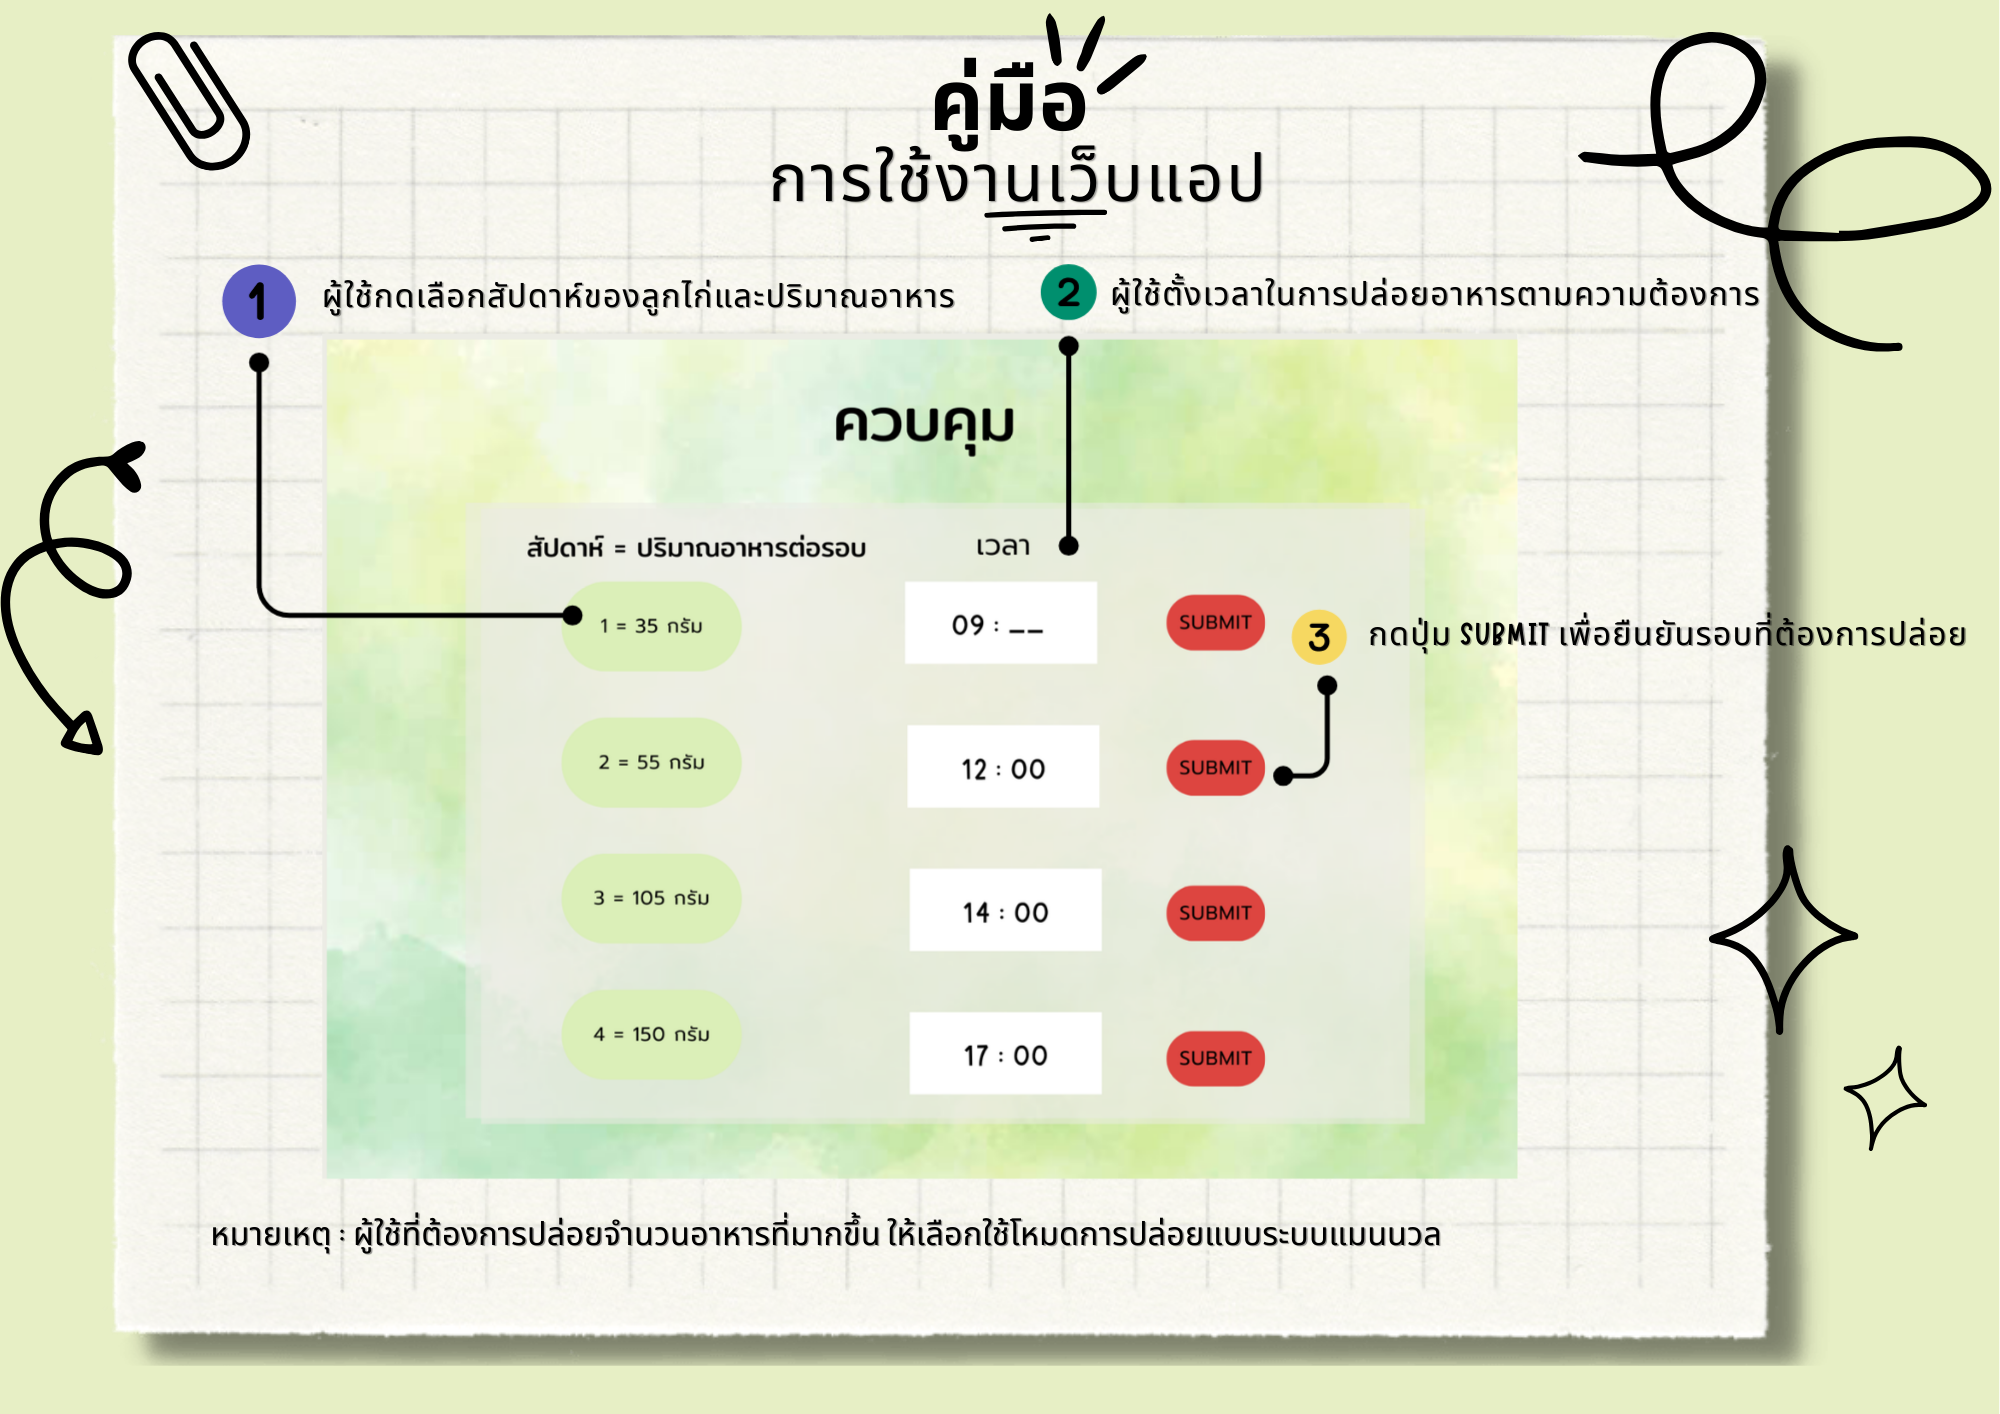 คู่มือ
การใช้งานเว็บแอป
1 ผู้ใช้กดเลือกสัปดาห์ของลูกไก่และปริมาณอาหาร
2 ผู้ใช้ตั้งเวลาในการปล่อยอาหารตามความต้องการ
ควบคุม
สัปดาห์ = ปริมาณอาหารต่อรอบ เวลา
1 = 35 กรัม 09 : __ SUBMIT
3 กดปุ่ม SUBMIT เพื่อยืนยันรอบที่ต้องการปล่อย
2 = 55 กรัม 12 : 00 SUBMIT
3 = 105 กรัม 14 : 00 SUBMIT
4 = 150 กรัม 17 : 00 SUBMIT
หมายเหตุ : ผู้ใช้ที่ต้องการปล่อยจำนวนอาหารที่มากขึ้น ให้เลือกใช้โหมดการปล่อยแบบระบบแมนนวล